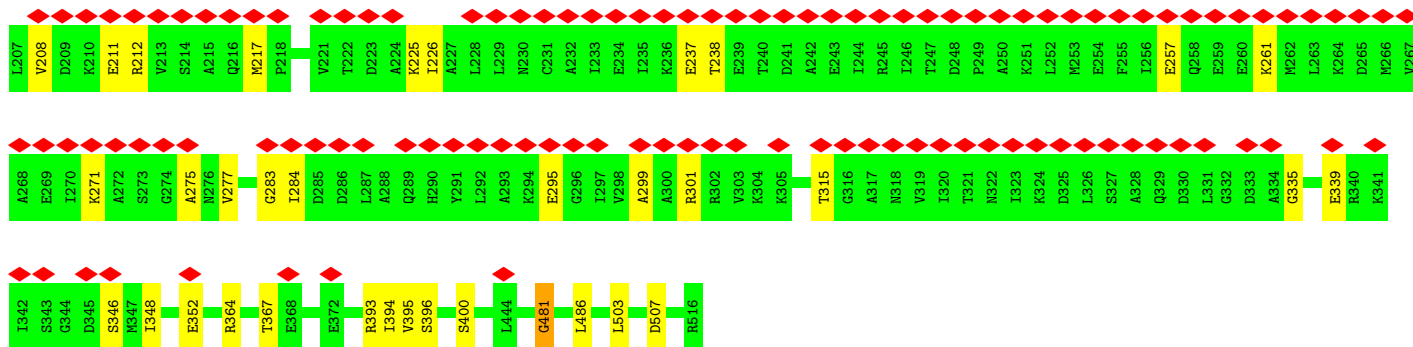 L207 V208 D209 K210 E211 R212 V213 S214 A215 Q216 M217 P218 V221 T222 D223 A224 K225 I226 A227 L228 L229 N230 C231 A232 I233 E234 I235 K236 E237 T238 E239 T240 D241 A242 E243 I244 R245 I246 T247 D248 P249 A250 K251 L252 M253 E254 F255 I256 E257 Q258 E259 E260 K261 M262 L263 K264 D265 M266 V267
A268 E269 I270 K271 A272 S273 G274 A275 N276 V277 G283 I284 D285 D286 L287 A288 Q289 H290 Y291 L292 A293 K294 E295 G296 I297 V298 A299 A300 R301 R302 V303 K304 K305 T315 G316 A317 N318 V319 I320 T321 N322 I323 K324 D325 L326 S327 A328 Q329 D330 L331 G332 D333 A334 G335 E339 R340 K341
I342 S343 G344 D345 S346 M347 I348 E352 R364 T367 E368 E372 R393 I394 V395 S396 S400 L444 G481 L486 L503 D507 R516